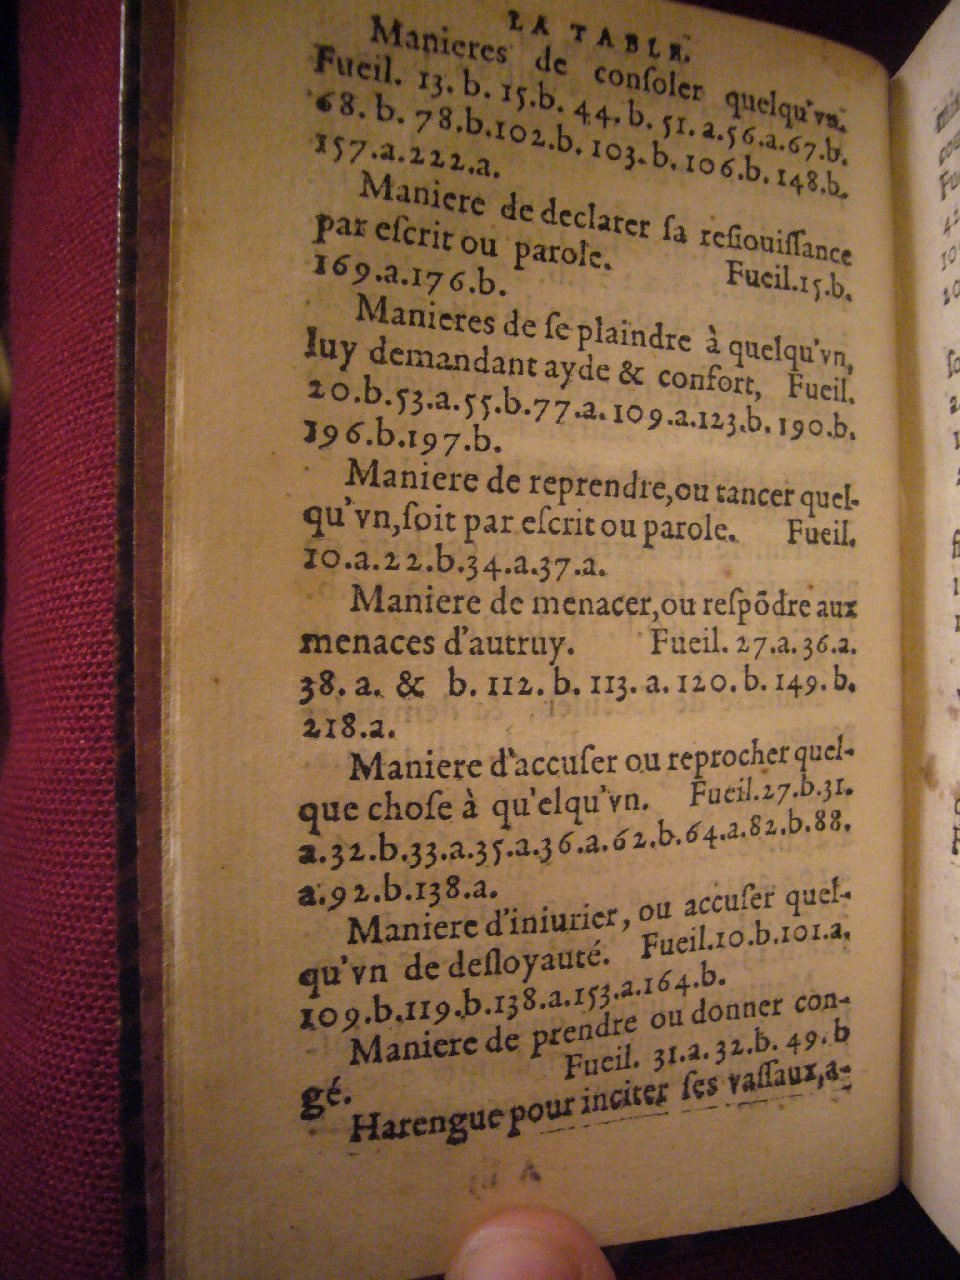 LA TABLE.
Manieres de conſoler quelqu'vn.
Fueil. 13. b. 15.b. 44. b. 51. a.56.a.67.b.
68. b. 78.b.102.b. 103.b. 106.b. 148.b.
157.a.222.a.
Maniere de declarer ſa reſiouiſſance
par eſcrit ou parole. Fueil.15.b.
169.a.176.b.
Manieres de ſe plaindre à quelqu'vn,
luy demandant ayde & confort, Fueil.
20.b.53.a.55.b.77.a.109.a.123.b.190.b.
196.b.197.b.
Maniere de reprendre,ou tancer quel-
qu'vn,ſoit par eſcrit ou parole. Fueil.
10.a.22.b.34.a.37.a.
Maniere de menacer,ou reſpõdre aux
menaces d'autruy. Fueil. 27.a. 36.a.
38. a. & b. 112. b. 113. a. 120.b. 149. b.
218.a.
Maniere d'accuſer ou reprocher quel-
que choſe à qu'elqu'vn. Fueil.27.b.31.
a.32.b.33.a.35.a.36.a.62.b.64.a.82.b.88.
a.92.b.138.a.
Maniere d'iniurier, ou accuſer quel-
qu'vn de deſloyauté. Fueil.10.b.101.a.
109.b.119.b.138.a.153.a.164.b.
Maniere de prendre ou donner con-
gé. Fueil. 31.a.32.b. 49. b
Harengue pour inciter ſes vaſſaux,a-